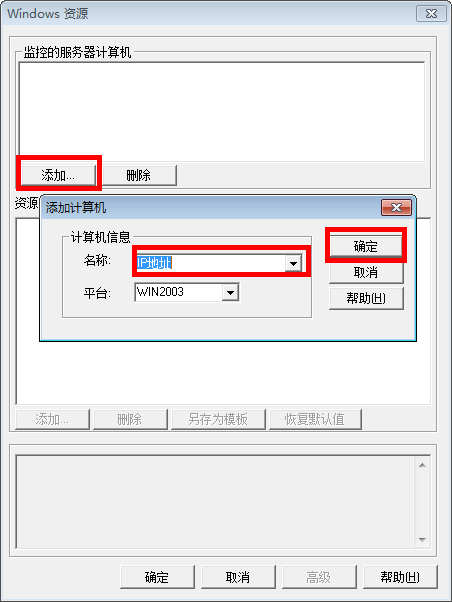 Windows 资源
监控的服务器计算机
添加...
删除
资源
添加计算机
计算机信息
名称:
IP地址
平台:
WIN2003
确定
取消
帮助(H)
添加...
删除
另存为模板
恢复默认值
确定
取消
高级
帮助(H)